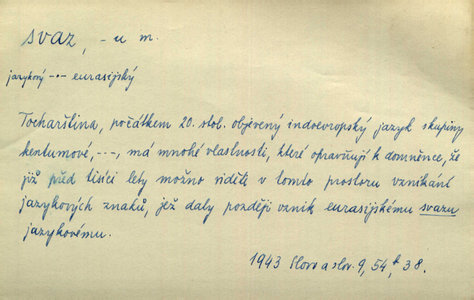 svaz, -u m.
jazykový -·- eurasijský
Tocharština, počátkem 20. stol. objevený indoevropský jazyk skupiny
kentumové, ---, má mnohé vlastnosti, které opravňují k domněnce, že
již před tisíci lety možno viděti v tomto prostoru vznikání
jazykových znaků, jež daly později vznik eurasijskému svazu
jazykovému.
1943 Slovo a slov. 9, 54, 38.